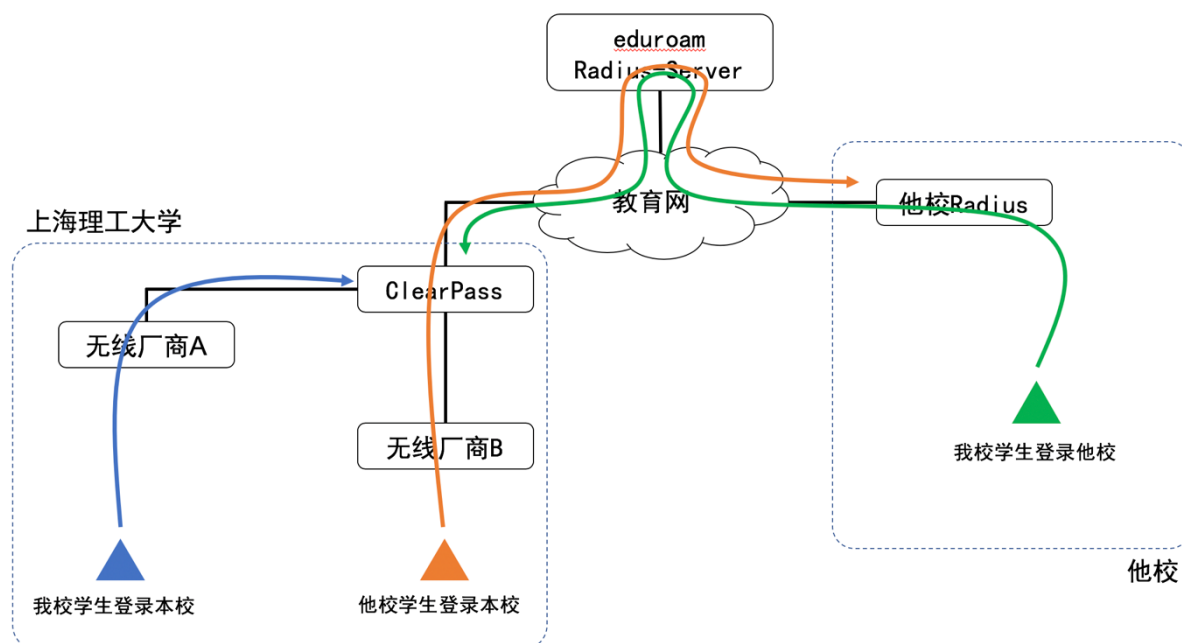 eduroam
Radius-Server
教育网
他校Radius
上海理工大学
ClearPass
无线厂商A
无线厂商B
我校学生登录他校
他校
我校学生登录本校
他校学生登录本校